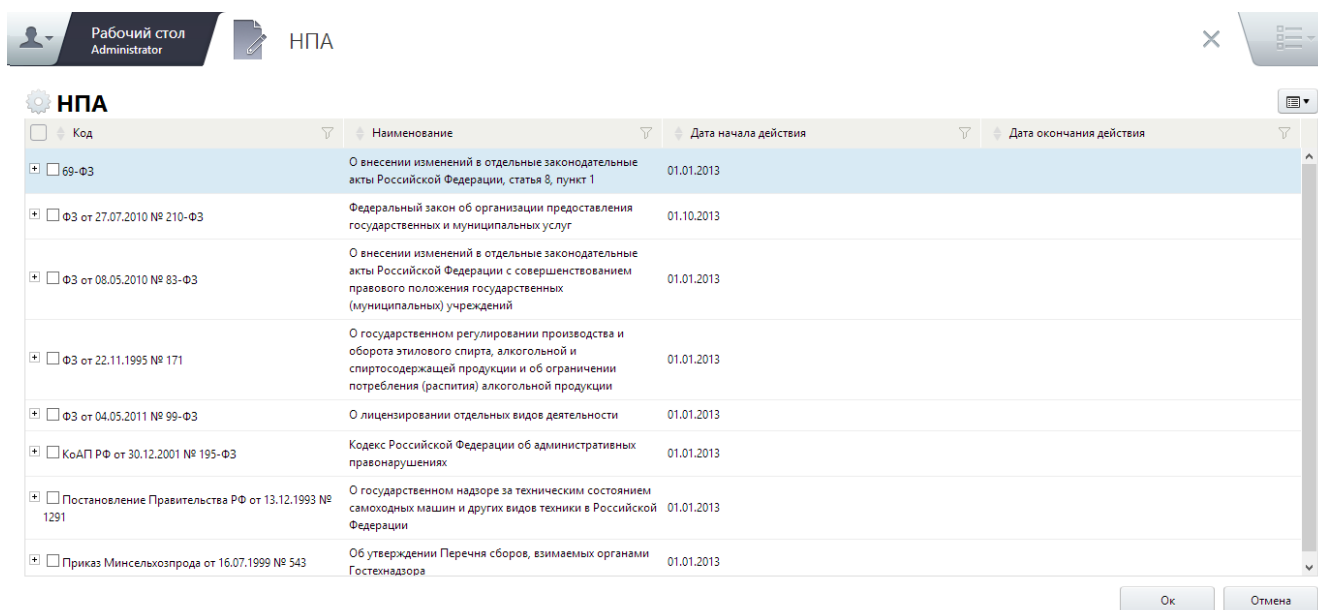 Рабочий стол
Administrator
НПА
НПА
Код
Наименование
Дата начала действия
Дата окончания действия
69-ФЗ
О внесении изменений в отдельные законодательные
акты Российской Федерации, статья 8, пункт 1
01.01.2013
ФЗ от 27.07.2010 № 210-ФЗ
Федеральный закон об организации предоставления
государственных и муниципальных услуг
01.10.2013
ФЗ от 08.05.2010 № 83-ФЗ
О внесении изменений в отдельные законодательные
акты Российской Федерации с совершенствованием
правового положения государственных
(муниципальных) учреждений
01.01.2013
ФЗ от 22.11.1995 № 171
О государственном регулировании производства и
оборота этилового спирта, алкогольной и
спиртосодержащей продукции и об ограничении
потребления (распития) алкогольной продукции
01.01.2013
ФЗ от 04.05.2011 № 99-ФЗ
О лицензировании отдельных видов деятельности
01.01.2013
КоАП РФ от 30.12.2001 № 195-ФЗ
Кодекс Российской Федерации об административных
правонарушениях
01.01.2013
Постановление Правительства РФ от 13.12.1993 №
1291
О государственном надзоре за техническим состоянием
самоходных машин и других видов техники в Российской
Федерации
01.01.2013
Приказ Минсельхозпрода от 16.07.1999 № 543
Об утверждении Перечня сборов, взимаемых органами
Гостехнадзора
01.01.2013
Ок
Отмена